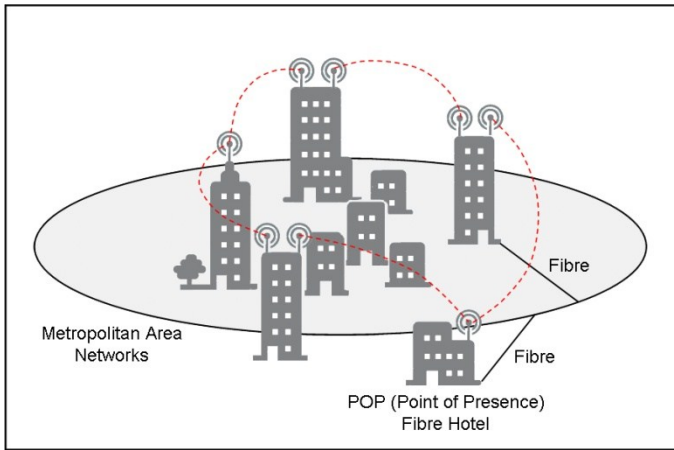 Fibre
Metropolitan Area
Networks
Fibre
POP (Point of Presence)
Fibre Hotel